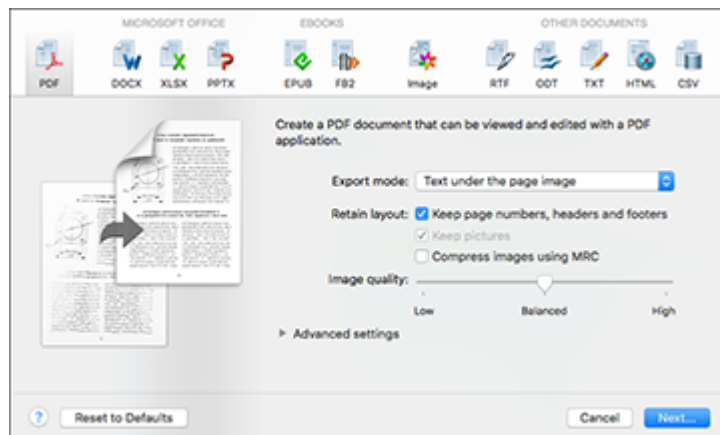 MICROSOFT OFFICE EBOOKS OTHER DOCUMENTS
PDF DOCX XLSX PPTX EPUB FB2 Image RTF ODT TXT HTML CSV
Create a PDF document that can be viewed and edited with a PDF
application.
Export mode: Text under the page image
Retain layout: Keep page numbers, headers and footers
Keep pictures
Compress images using MRC
Image quality:
Low Balanced High
Advanced settings
? Reset to Defaults Cancel Next...